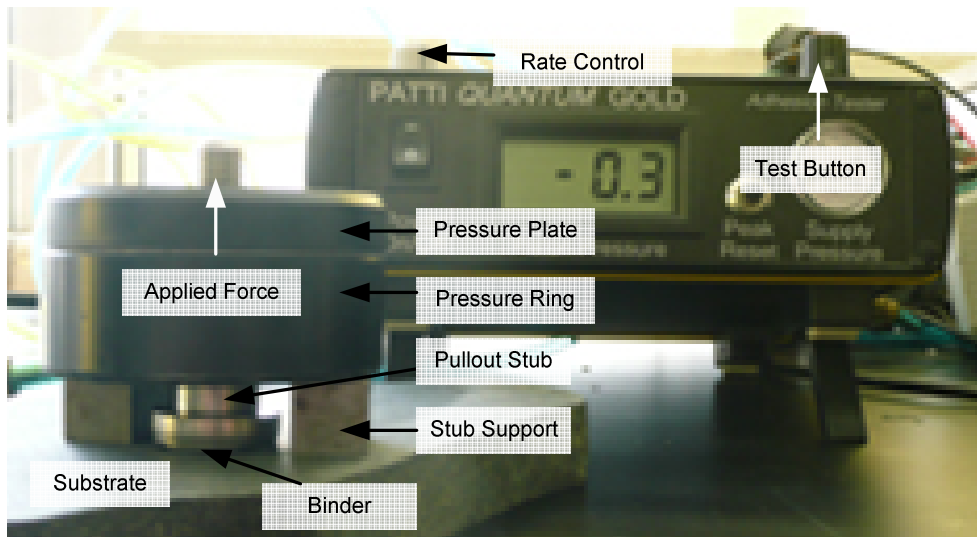 Rate Control
PATTI QUANTUM GOLD
Adhesion Tester
- 0.3
Test Button
Pressure Plate
Peak
Reset
Supply
Pressure
Applied Force
Pressure Ring
Pullout Stub
Stub Support
Substrate
Binder